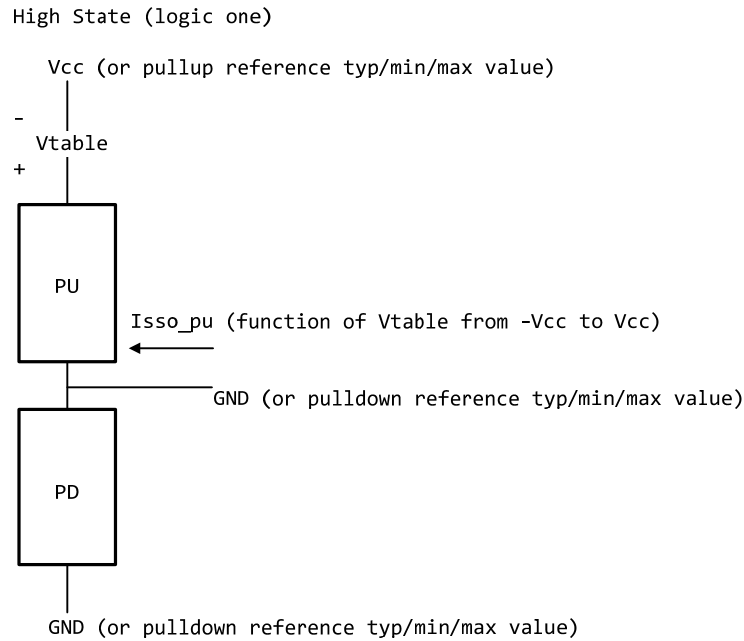 High State (logic one)
Vcc (or pullup reference typ/min/max value)
-
Vtable
+
PU
Isso_pu (function of Vtable from -Vcc to Vcc)
GND (or pulldown reference typ/min/max value)
PD
GND (or pulldown reference typ/min/max value)